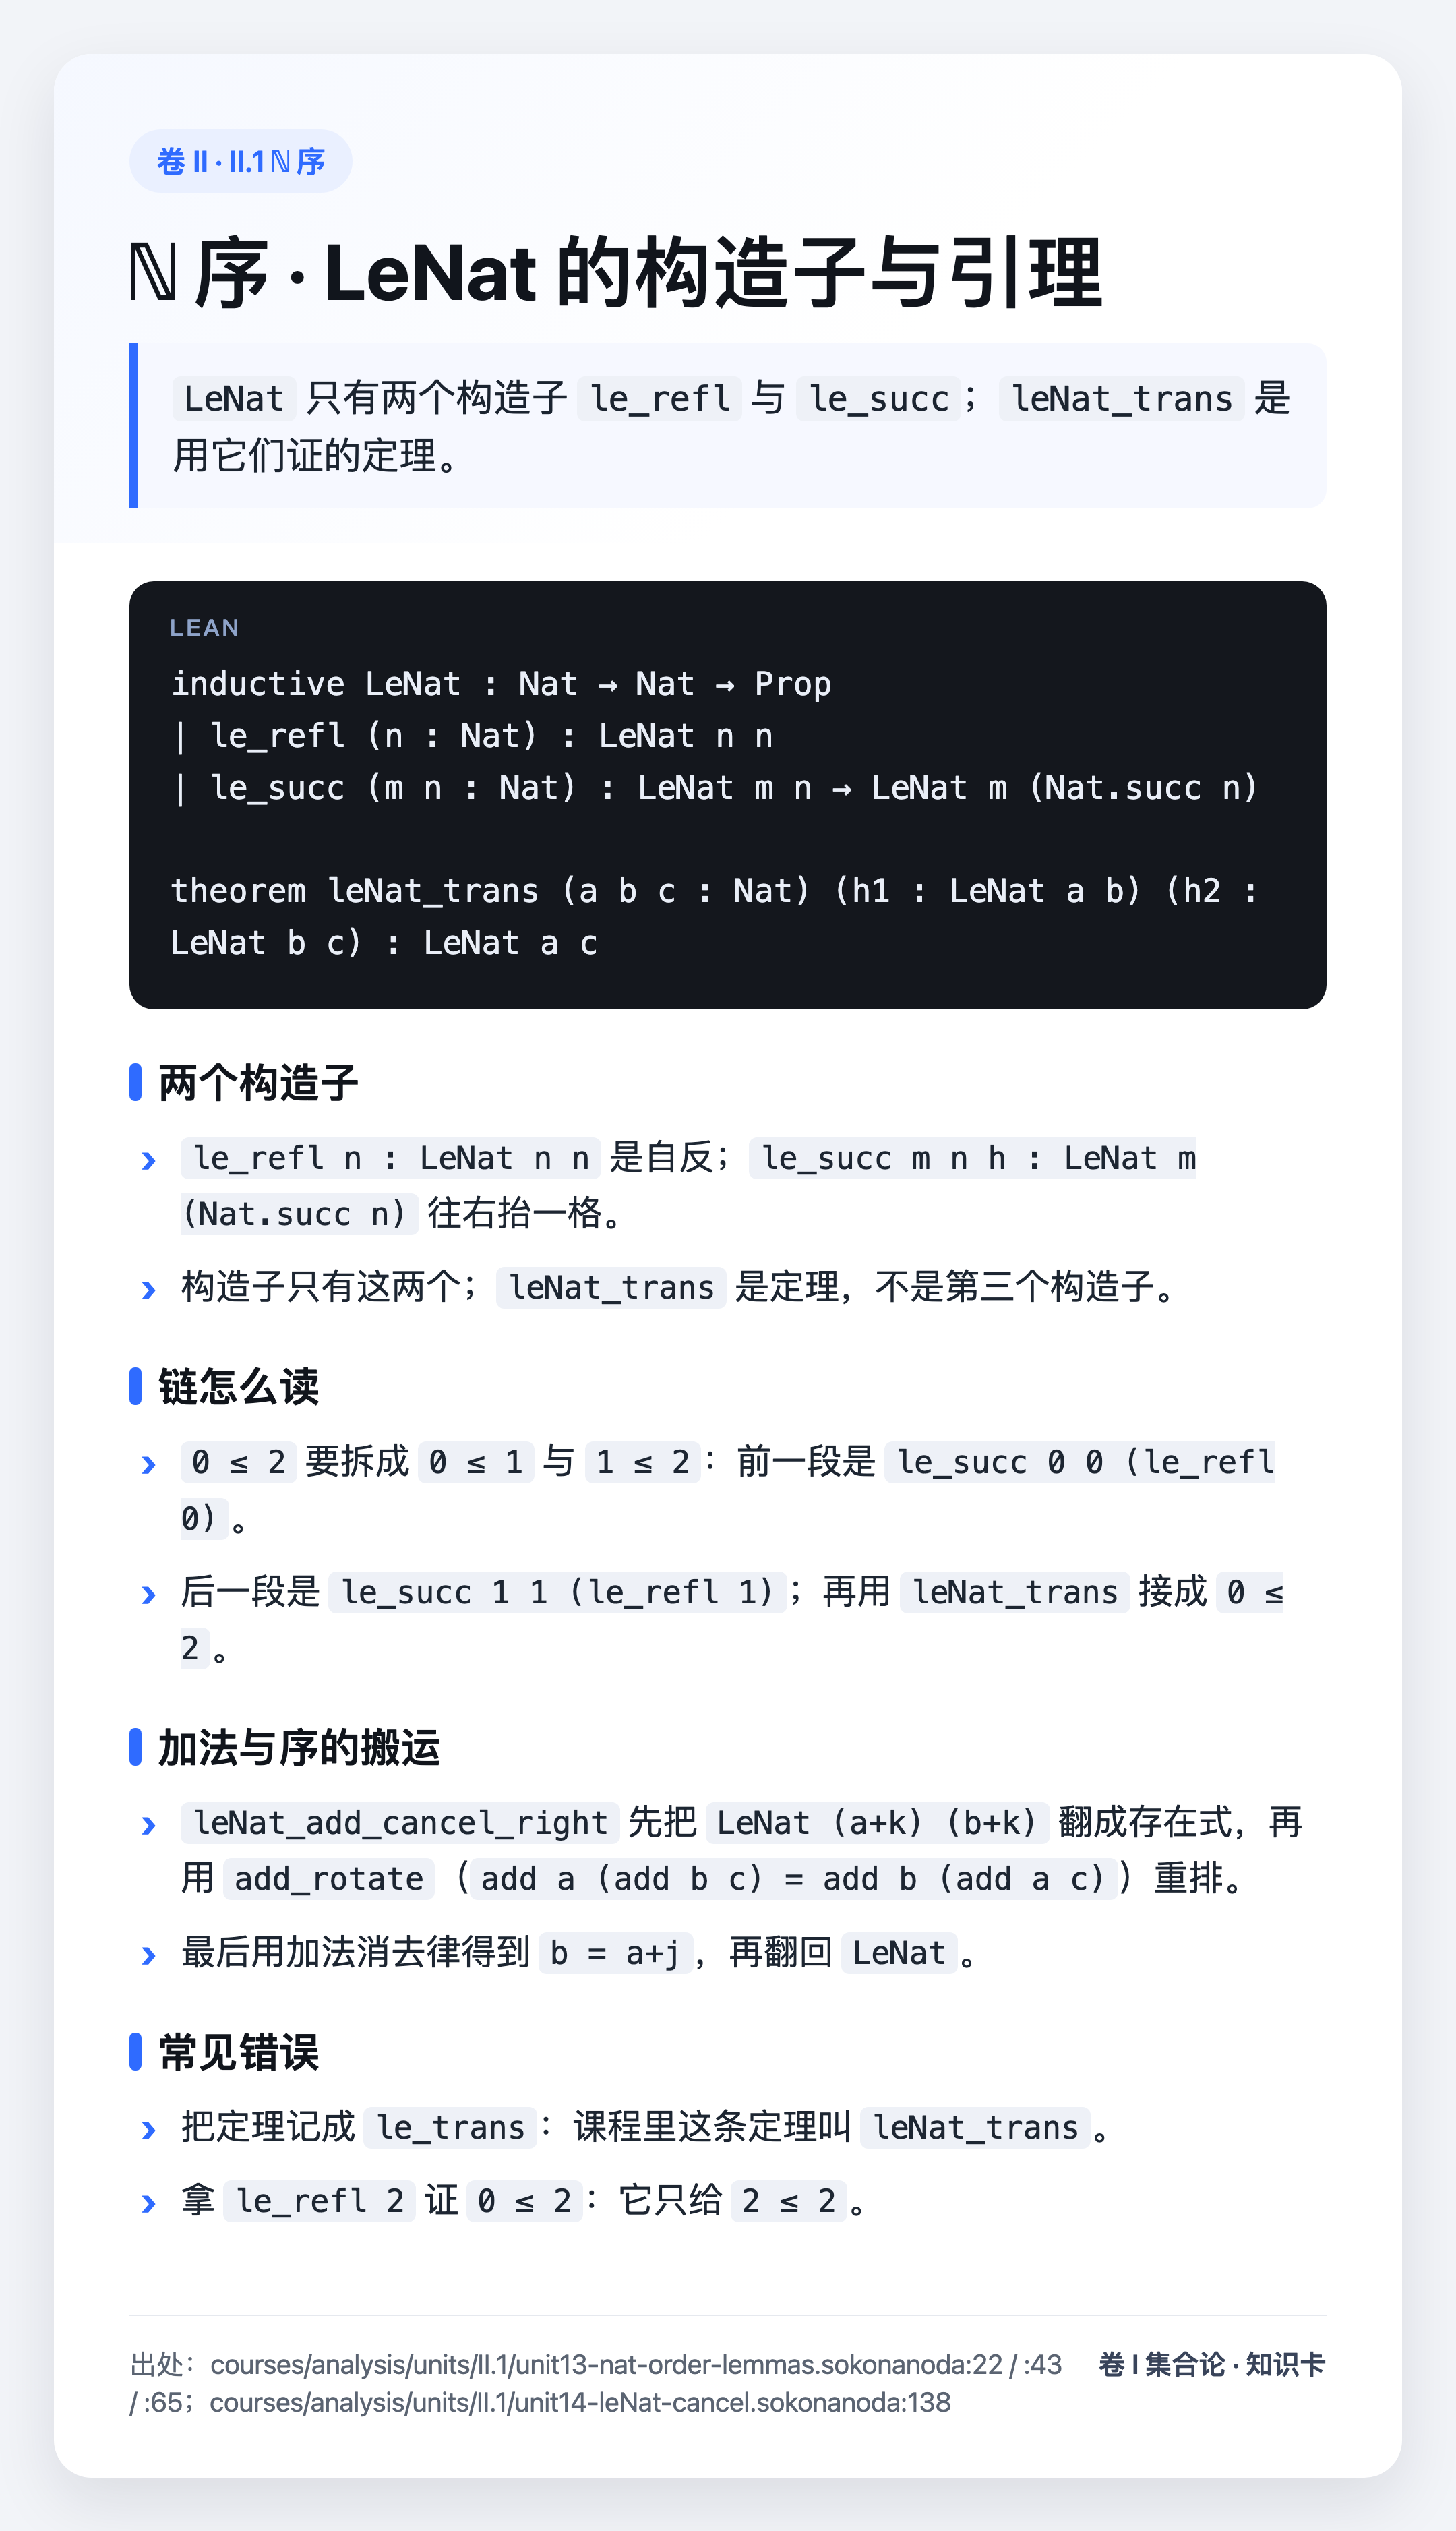 卷 II · II.1 ℕ 序
ℕ 序 · LeNat 的构造子与引理
LeNat 只有两个构造子 le_refl 与 le_succ；leNat_trans 是
用它们证的定理。
LEAN
inductive LeNat : Nat → Nat → Prop
| le_refl (n : Nat) : LeNat n n
| le_succ (m n : Nat) : LeNat m n → LeNat m (Nat.succ n)
theorem leNat_trans (a b c : Nat) (h1 : LeNat a b) (h2 :
LeNat b c) : LeNat a c
两个构造子
› le_refl n : LeNat n n 是自反；le_succ m n h : LeNat m
(Nat.succ n) 往右抬一格。
› 构造子只有这两个；leNat_trans 是定理，不是第三个构造子。
链怎么读
› 0 ≤ 2 要拆成 0 ≤ 1 与 1 ≤ 2：前一段是 le_succ 0 0 (le_refl
0)。
› 后一段是 le_succ 1 1 (le_refl 1)；再用 leNat_trans 接成 0 ≤
2。
加法与序的搬运
› leNat_add_cancel_right 先把 LeNat (a+k) (b+k) 翻成存在式，再
用 add_rotate（add a (add b c) = add b (add a c)）重排。
› 最后用加法消去律得到 b = a+j，再翻回 LeNat。
常见错误
› 把定理记成 le_trans：课程里这条定理叫 leNat_trans。
› 拿 le_refl 2 证 0 ≤ 2：它只给 2 ≤ 2。
出处：courses/analysis/units/II.1/unit13-nat-order-lemmas.sokonanoda:22 / :43
/ :65；courses/analysis/units/II.1/unit14-leNat-cancel.sokonanoda:138
卷 I 集合论 · 知识卡